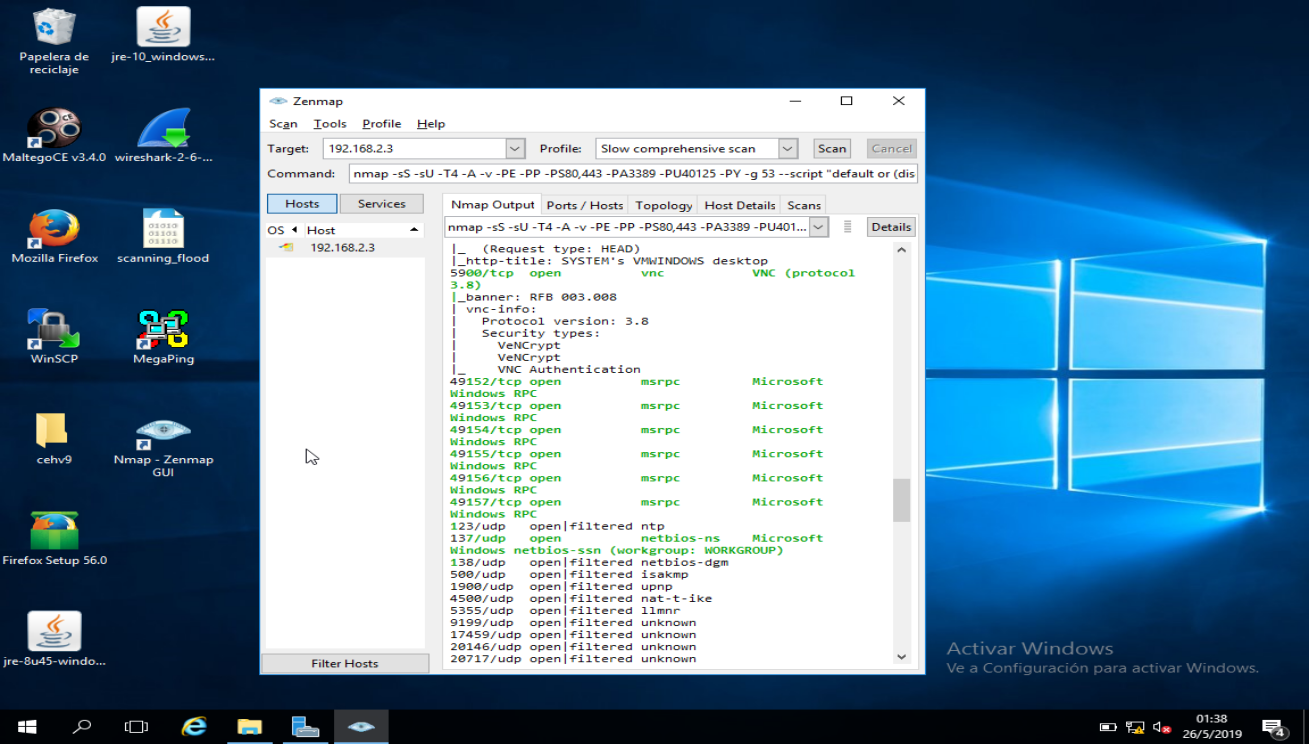 Papelera de
reciclaje
jre-10_windows...
MaltegoCE v3.4.0
wireshark-2-6-...
Mozilla Firefox
01010
01110
scanning_flood
WinSCP
MegaPing
cehv9
Nmap - Zenmap
GUI
Firefox Setup 56.0
jre-8u45-windo...
Zenmap
Scan Tools Profile Help
Target: 192.168.2.3 Profile: Slow comprehensive scan Scan Cancel
Command: nmap -sS -sU -T4 -A -v -PE -PP -PS80,443 -PA3389 -PU40125 -PY -g 53 --script "default or (dis
Hosts Services
OS Host
192.168.2.3
Filter Hosts
Nmap Output Ports / Hosts Topology Host Details Scans
nmap -sS -sU -T4 -A -v -PE -PP -PS80,443 -PA3389 -PU401... Details
|_  (Request type: HEAD)
|_http-title: SYSTEM's VMWINDOWS desktop
5900/tcp open vnc VNC (protocol
3.8)
|_banner: RFB 003.008
| vnc-info:
|   Protocol version: 3.8
|   Security types:
|     VeNCrypt
|     VeNCrypt
|_    VNC Authentication
49152/tcp open msrpc Microsoft
Windows RPC
49153/tcp open msrpc Microsoft
Windows RPC
49154/tcp open msrpc Microsoft
Windows RPC
49155/tcp open msrpc Microsoft
Windows RPC
49156/tcp open msrpc Microsoft
Windows RPC
49157/tcp open msrpc Microsoft
Windows RPC
123/udp open|filtered ntp
137/udp open netbios-ns Microsoft
Windows netbios-ssn (workgroup: WORKGROUP)
138/udp open|filtered netbios-dgm
500/udp open|filtered isakmp
1900/udp open|filtered upnp
4500/udp open|filtered nat-t-ike
5355/udp open|filtered llmnr
9199/udp open|filtered unknown
17459/udp open|filtered unknown
20146/udp open|filtered unknown
20717/udp open|filtered unknown
Activar Windows
Ve a Configuración para activar Windows.
01:38
26/5/2019
4